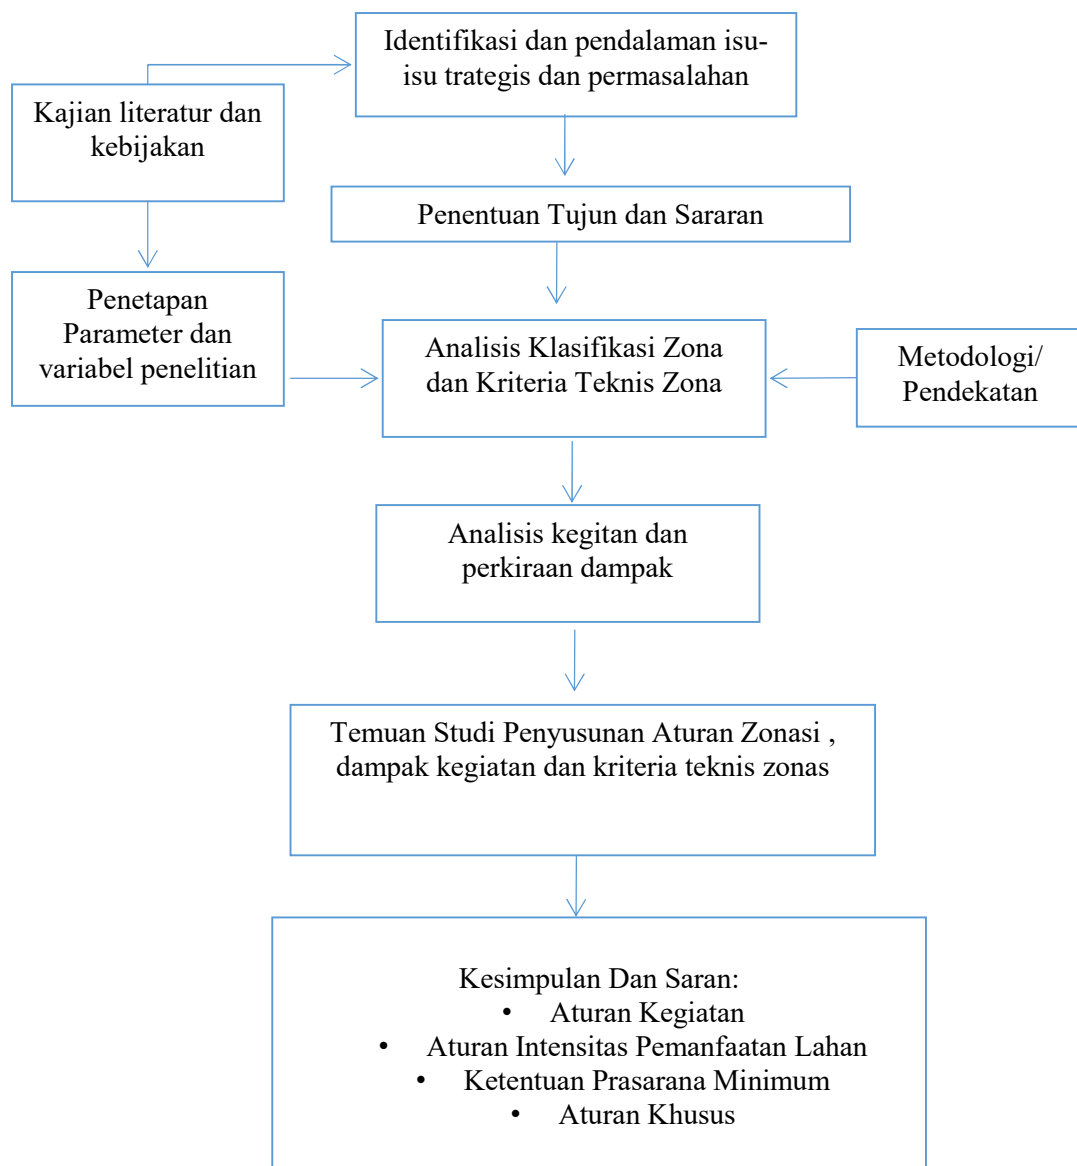 Identifikasi dan pendalaman isu-
isu trategis dan permasalahan
Kajian literatur dan
kebijakan
Penentuan Tujun dan Sararan
Penetapan
Parameter dan
variabel penelitian
Analisis Klasifikasi Zona
dan Kriteria Teknis Zona
Metodologi/
Pendekatan
Analisis kegitan dan
perkiraan dampak
Temuan Studi Penyusunan Aturan Zonasi ,
dampak kegiatan dan kriteria teknis zonas
Kesimpulan Dan Saran:
• Aturan Kegiatan
• Aturan Intensitas Pemanfaatan Lahan
• Ketentuan Prasarana Minimum
• Aturan Khusus